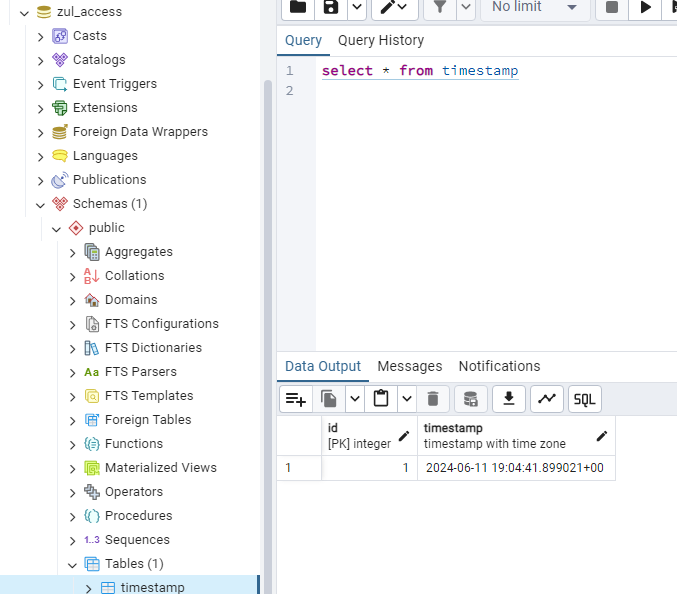 zul_access
Casts
Catalogs
Event Triggers
Extensions
Foreign Data Wrappers
Languages
Publications
Schemas (1)
public
Aggregates
Collations
Domains
FTS Configurations
FTS Dictionaries
Aa FTS Parsers
FTS Templates
Foreign Tables
Functions
Materialized Views
Operators
Procedures
1..3 Sequences
Tables (1)
timestamp
No limit
Query Query History
1 select * from timestamp
2
Data Output Messages Notifications
SQL
id timestamp
[PK] integer timestamp with time zone
1 1 2024-06-11 19:04:41.899021+00